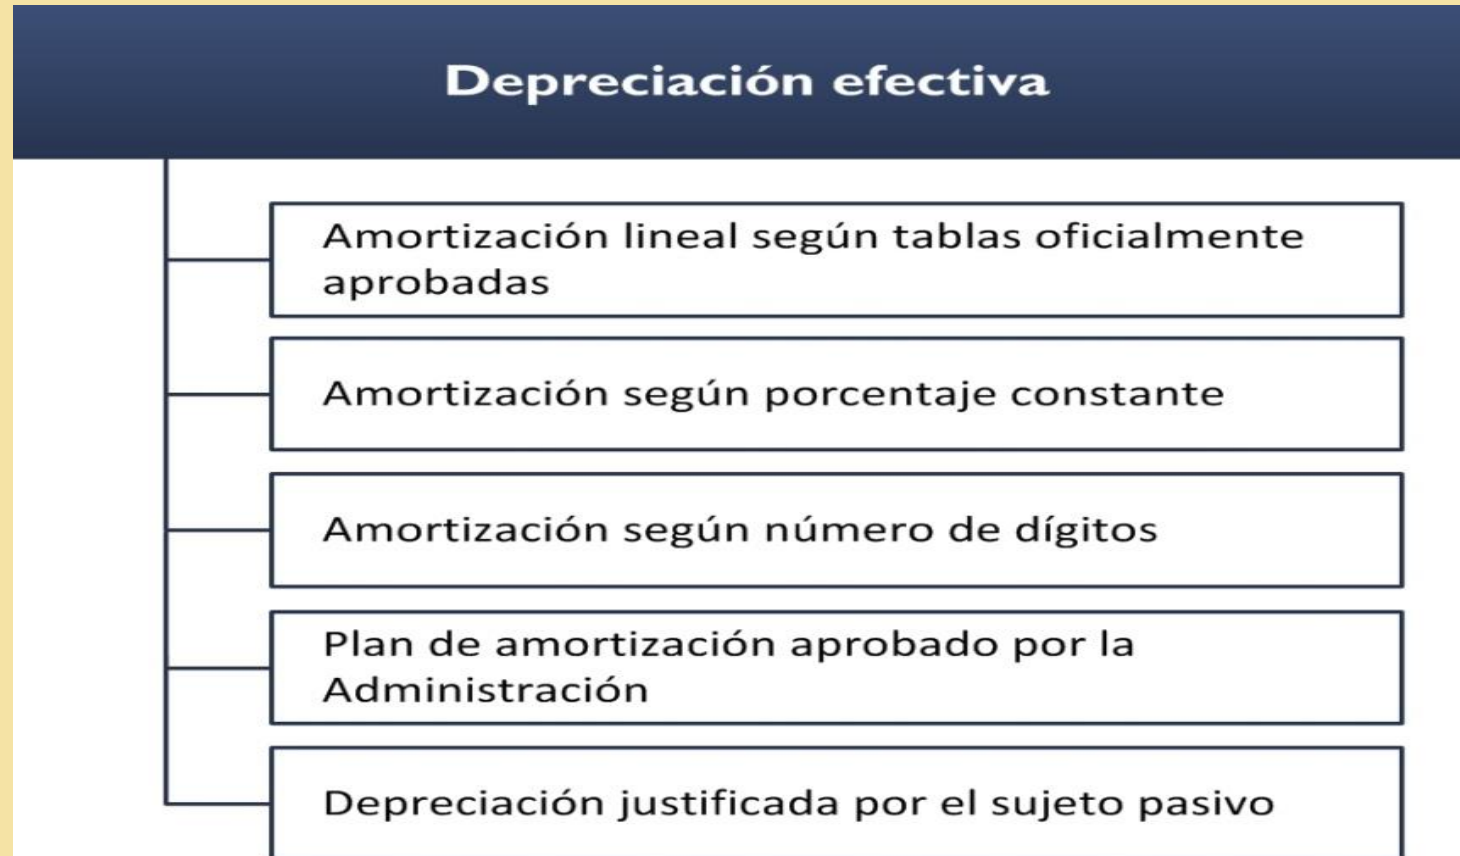 Depreciación efectiva
Amortización lineal según tablas oficialmente
aprobadas
Amortización según porcentaje constante
Amortización según número de dígitos
Plan de amortización aprobado por la
Administración
Depreciación justificada por el sujeto pasivo